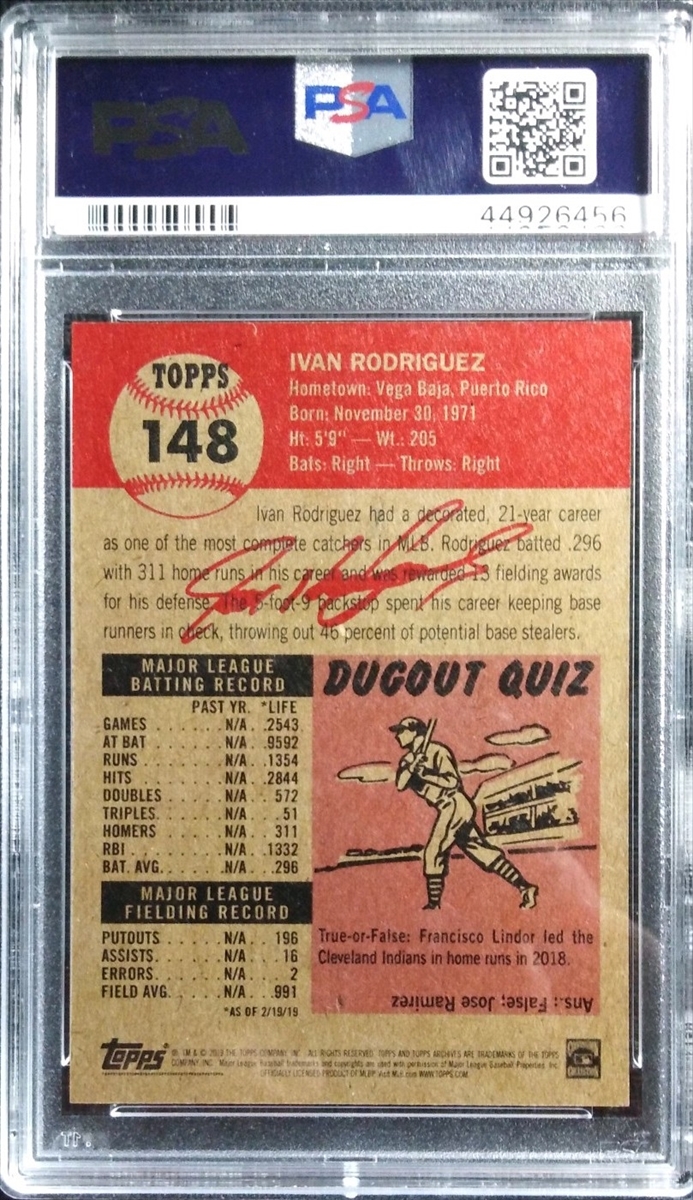 PSA
PSA
44926456
TOPPS
148
IVAN RODRIGUEZ
Hometown: Vega Baja, Puerto Rico
Born: November 30, 1971
Ht: 5'9" — Wt.: 205
Bats: Right — Throws: Right
Ivan Rodriguez had a decorated, 21-year career
as one of the most complete catchers in MLB. Rodriguez batted .296
with 311 home runs in his career and was rewarded 13 fielding awards
for his defense. The 5-foot-9 backstop spent his career keeping base
runners in check, throwing out 46 percent of potential base stealers.
MAJOR LEAGUE
BATTING RECORD
PAST YR. *LIFE
GAMES . . . . . . N/A . .2543
AT BAT . . . . . . N/A . .9592
RUNS . . . . . . . N/A . .1354
HITS . . . . . . . N/A . .2844
DOUBLES . . . . . N/A . . 572
TRIPLES. . . . . . N/A . . . 51
HOMERS . . . . . N/A . . 311
RBI . . . . . . . . N/A . .1332
BAT. AVG. . . . . .N/A . . .296
MAJOR LEAGUE
FIELDING RECORD
PUTOUTS . . . . . N/A . . 196
ASSISTS. . . . . . N/A . . . 16
ERRORS. . . . . . N/A . . . . 2
FIELD AVG. . . . . N/A . . .991
*AS OF 2/19/19
DUGOUT QUIZ
True-or-False: Francisco Lindor led the
Cleveland Indians in home runs in 2018.
Ans.: False; Jose Ramirez
topps